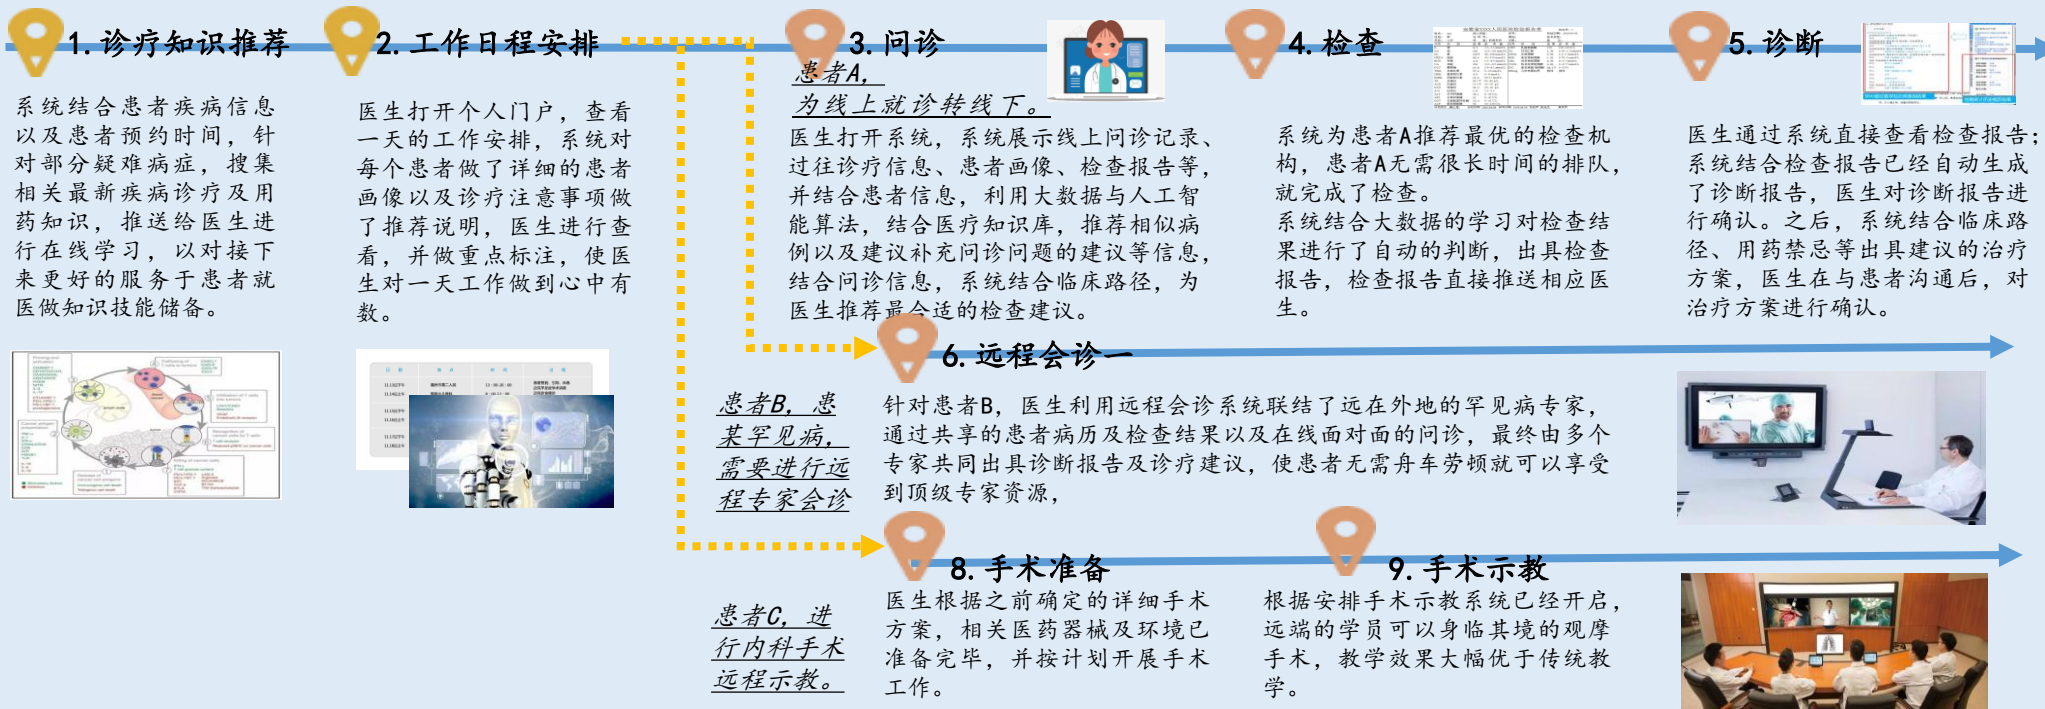 1.诊疗知识推荐
系统结合患者疾病信息
以及患者预约时间，针
对部分疑难病症，搜集
相关最新疾病诊疗及用
药知识，推送给医生进
行在线学习，以对接下
来更好的服务于患者就
医做知识技能储备。
2.工作日程安排
医生打开个人门户，查看
一天的工作安排，系统对
每个患者做了详细的患者
画像以及诊疗注意事项做
了推荐说明，医生进行查
看，并做重点标注，使医
生对一天工作做到心中有
数。
3.问诊
患者A，
为线上就诊转线下。
医生打开系统，系统展示线上问诊记录、
过往诊疗信息、患者画像、检查报告等，
并结合患者信息，利用大数据与人工智
能算法，结合医疗知识库，推荐相似病
例以及建议补充问诊问题的建议等信息，
结合问诊信息，系统结合临床路径，为
医生推荐最合适的检查建议。
4.检查
系统为患者A推荐最优的检查机
构，患者A无需很长时间的排队，
就完成了检查。
系统结合大数据的学习对检查结
果进行了自动的判断，出具检查
报告，检查报告直接推送相应医
生。
5.诊断
医生通过系统直接查看检查报告；
系统结合检查报告已经自动生成
了诊断报告，医生对诊断报告进
行确认。之后，系统结合临床路
径、用药禁忌等出具建议的治疗
方案，医生在与患者沟通后，对
治疗方案进行确认。
6.远程会诊一
患者B，患
某罕见病，
需要进行远
程专家会诊
针对患者B，医生利用远程会诊系统联结了远在外地的罕见病专家，
通过共享的患者病历及检查结果以及在线面对面的问诊，最终由多个
专家共同出具诊断报告及诊疗建议，使患者无需舟车劳顿就可以享受
到顶级专家资源，
患者C，进
行内科手术
远程示教。
8.手术准备
医生根据之前确定的详细手术
方案，相关医药器械及环境已
准备完毕，并按计划开展手术
工作。
9.手术示教
根据安排手术示教系统已经开启，
远端的学员可以身临其境的观摩
手术，教学效果大幅优于传统教
学。